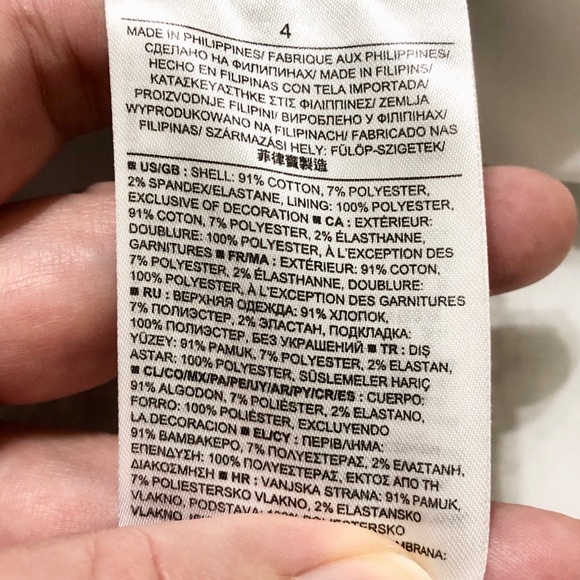 4
MADE IN PHILIPPINES/ FABRIQUE AUX PHILIPPINES/
СДЕЛАНО НА ФИЛИПИНАХ/ MADE IN FILIPINS/
HECHO EN FILIPINAS CON TELA IMPORTADA/
ΚΑΤΑΣΚΕΥΑΣΤΗΚΕ ΣΤΙΣ ΦΙΛΙΠΠΙΝΕΣ/ ZEMLJA
PROIZVODNJE FILIPINI/ ВИРОБЛЕНО У ФІЛІПІНАХ/
WYPRODUKOWANO NA FILIPINACH/ FABRICADO NAS
FILIPINAS/ SZÁRMAZÁSI HELY: FÜLÖP-SZIGETEK/
菲律賓製造
■ US/GB : SHELL: 91% COTTON, 7% POLYESTER,
2% SPANDEX/ELASTANE, LINING: 100% POLYESTER,
EXCLUSIVE OF DECORATION ■ CA : EXTÉRIEUR:
91% COTON, 7% POLYESTER, 2% ÉLASTHANNE,
DOUBLURE: 100% POLYESTER, À L'EXCEPTION DES
GARNITURES ■ FR/MA : EXTÉRIEUR: 91% COTON,
7% POLYESTER, 2% ÉLASTHANNE, DOUBLURE:
100% POLYESTER, À L'EXCEPTION DES GARNITURES
■ RU : ВЕРХНЯЯ ОДЕЖДА: 91% ХЛОПОК,
7% ПОЛИЭСТЕР, 2% ЭЛАСТАН, ПОДКЛАДКА:
100% ПОЛИЭСТЕР, БЕЗ УКРАШЕНИЙ ■ TR : DIŞ
YÜZEY: 91% PAMUK, 7% POLYESTER, 2% ELASTAN,
ASTAR: 100% POLYESTER, SÜSLEMELER HARİÇ
■ CL/CO/MX/PA/PE/UY/AR/PY/CR/ES : CUERPO:
91% ALGODON, 7% POLIÉSTER, 2% ELASTANO,
FORRO: 100% POLIÉSTER, EXCLUYENDO
LA DECORACION ■ EL/CY : ΠΕΡΙΒΛΗΜΑ:
91% ΒΑΜΒΑΚΕΡΟ, 7% ΠΟΛΥΕΣΤΕΡΑΣ, 2% ΕΛΑΣΤΑΝΗ,
ΕΠΕΝΔΥΣΗ: 100% ΠΟΛΥΕΣΤΕΡΑΣ, ΕΚΤΟΣ ΑΠΟ ΤΗ
ΔΙΑΚΟΣΜΗΣΗ ■ HR : VANJSKA STRANA: 91% PAMUK,
7% POLIESTERSKO VLAKNO, 2% ELASTANSKO
VLAKNO, PODSTAVA: 100% POLIESTERSKO
VLAKNO,